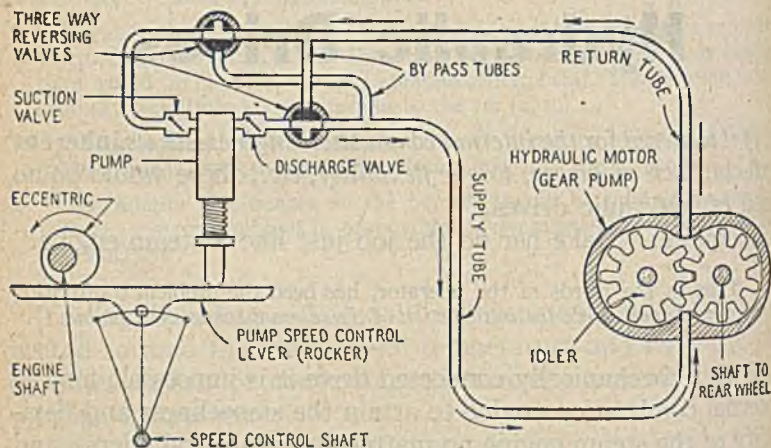 THREE WAY
REVERSING
VALVES
SUCTION
VALVE
PUMP
ECCENTRIC
ENGINE
SHAFT
BY PASS TUBES
RETURN
TUBE
DISCHARGE VALVE
SUPPLY TUBE
HYDRAULIC MOTOR
(GEAR PUMP)
PUMP SPEED CONTROL
LEVER (ROCKER)
IDLER
SHAFT TO
REAR WHEEL
SPEED CONTROL SHAFT